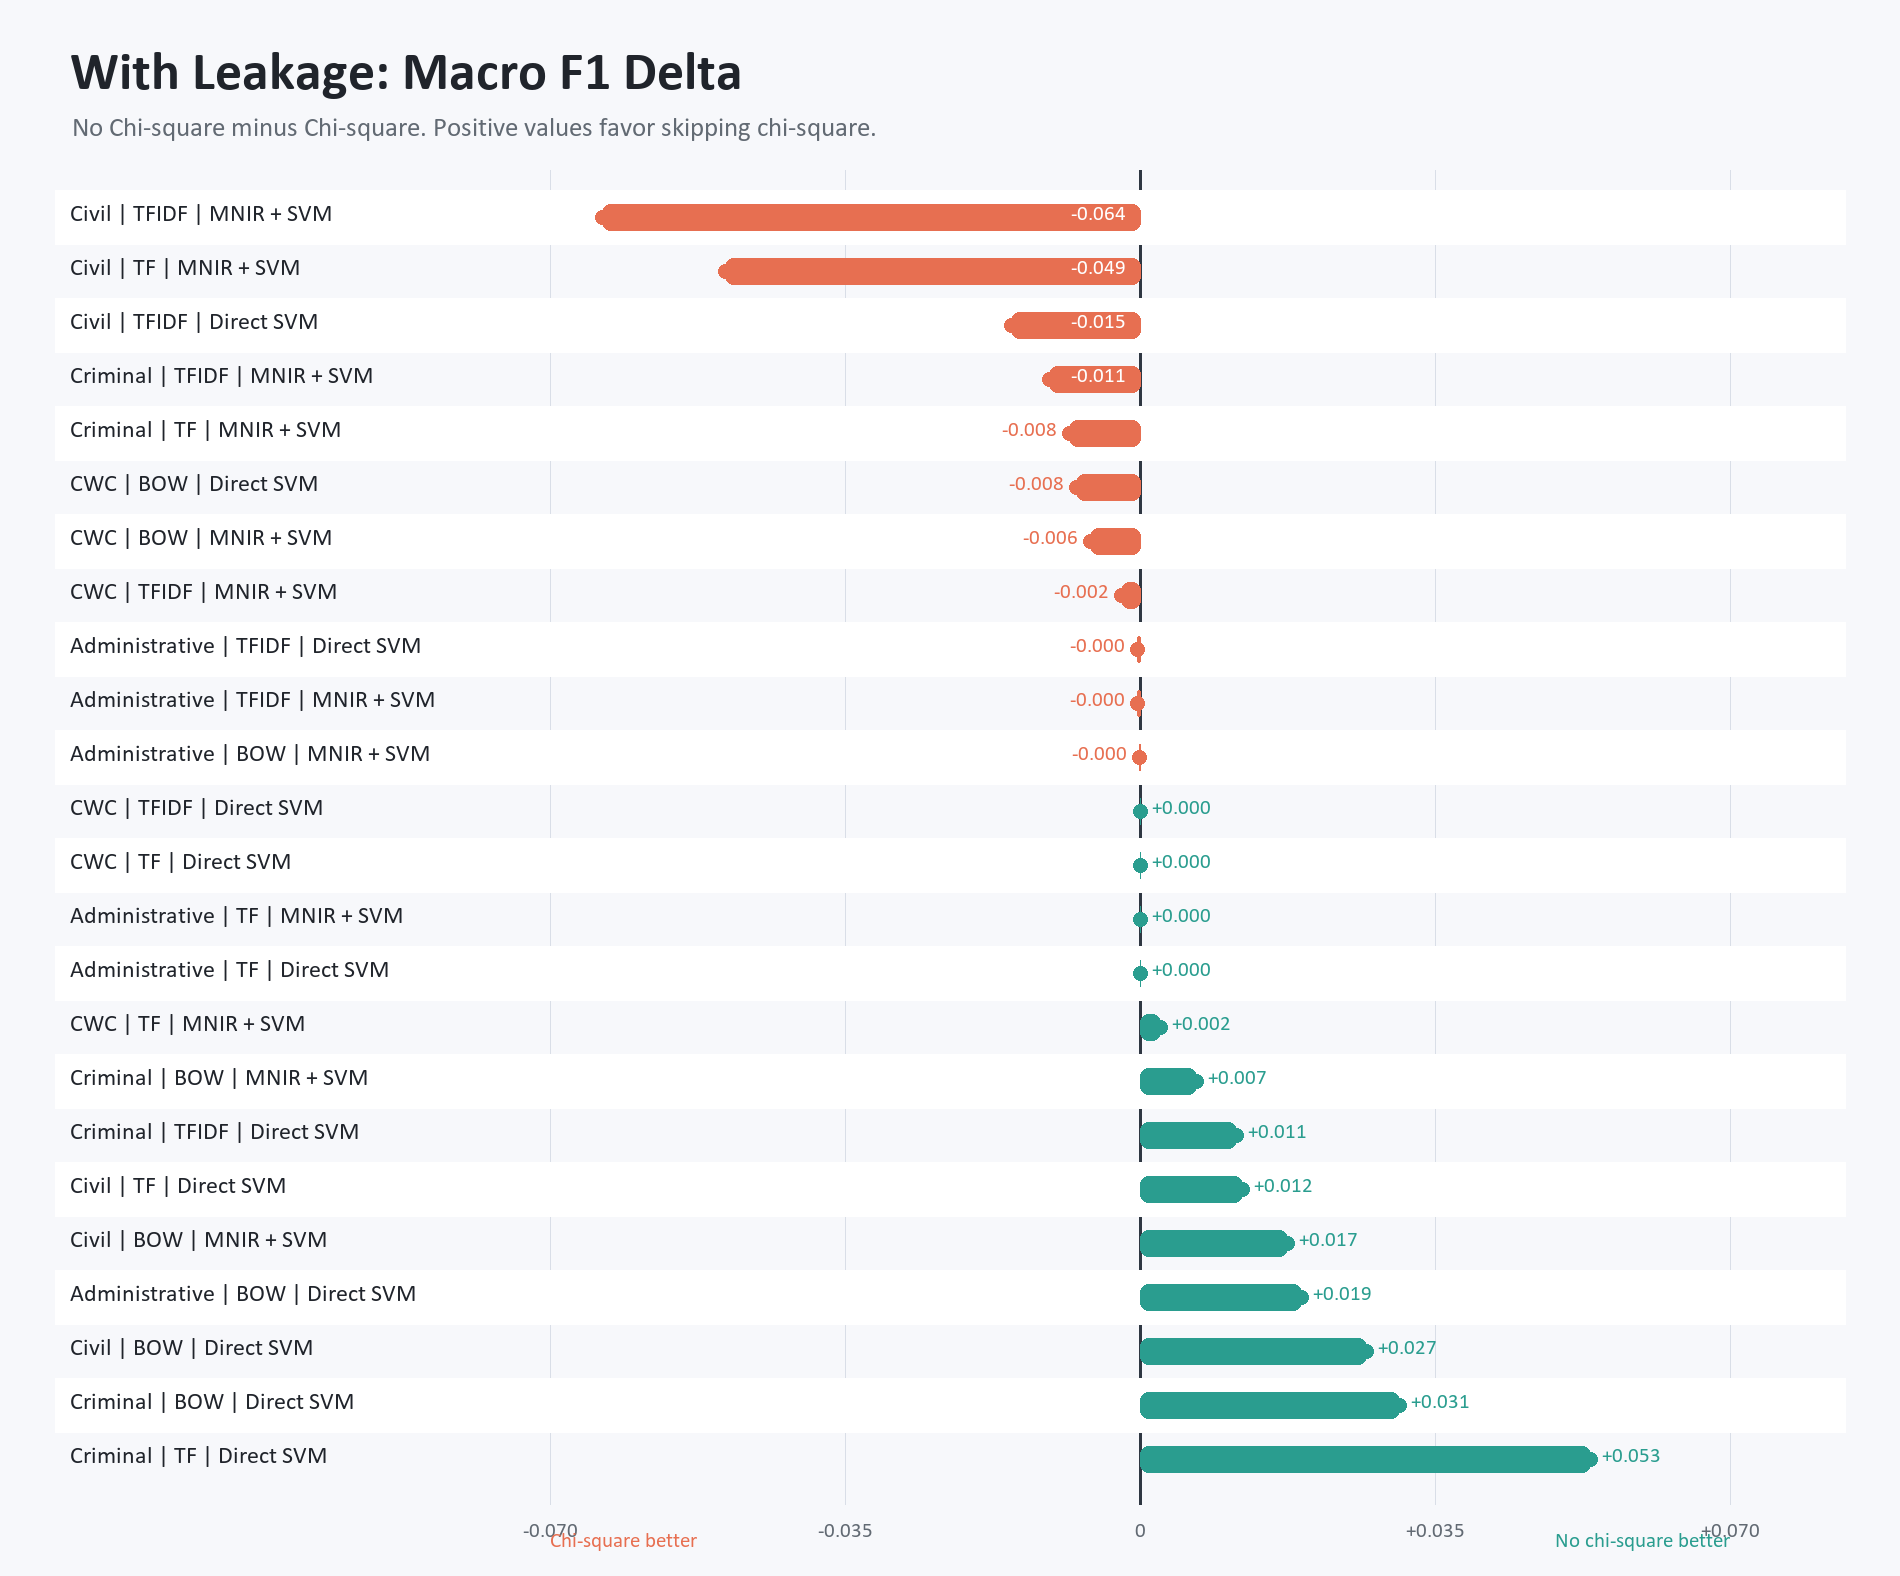 With Leakage: Macro F1 Delta
No Chi-square minus Chi-square. Positive values favor skipping chi-square.
Civil | TFIDF | MNIR + SVM -0.064
Civil | TF | MNIR + SVM -0.049
Civil | TFIDF | Direct SVM -0.015
Criminal | TFIDF | MNIR + SVM -0.011
Criminal | TF | MNIR + SVM -0.008
CWC | BOW | Direct SVM -0.008
CWC | BOW | MNIR + SVM -0.006
CWC | TFIDF | MNIR + SVM -0.002
Administrative | TFIDF | Direct SVM -0.000
Administrative | TFIDF | MNIR + SVM -0.000
Administrative | BOW | MNIR + SVM -0.000
CWC | TFIDF | Direct SVM +0.000
CWC | TF | Direct SVM +0.000
Administrative | TF | MNIR + SVM +0.000
Administrative | TF | Direct SVM +0.000
CWC | TF | MNIR + SVM +0.002
Criminal | BOW | MNIR + SVM +0.007
Criminal | TFIDF | Direct SVM +0.011
Civil | TF | Direct SVM +0.012
Civil | BOW | MNIR + SVM +0.017
Administrative | BOW | Direct SVM +0.019
Civil | BOW | Direct SVM +0.027
Criminal | BOW | Direct SVM +0.031
Criminal | TF | Direct SVM +0.053
-0.070 -0.035 0 +0.035 +0.070
Chi-square better No chi-square better